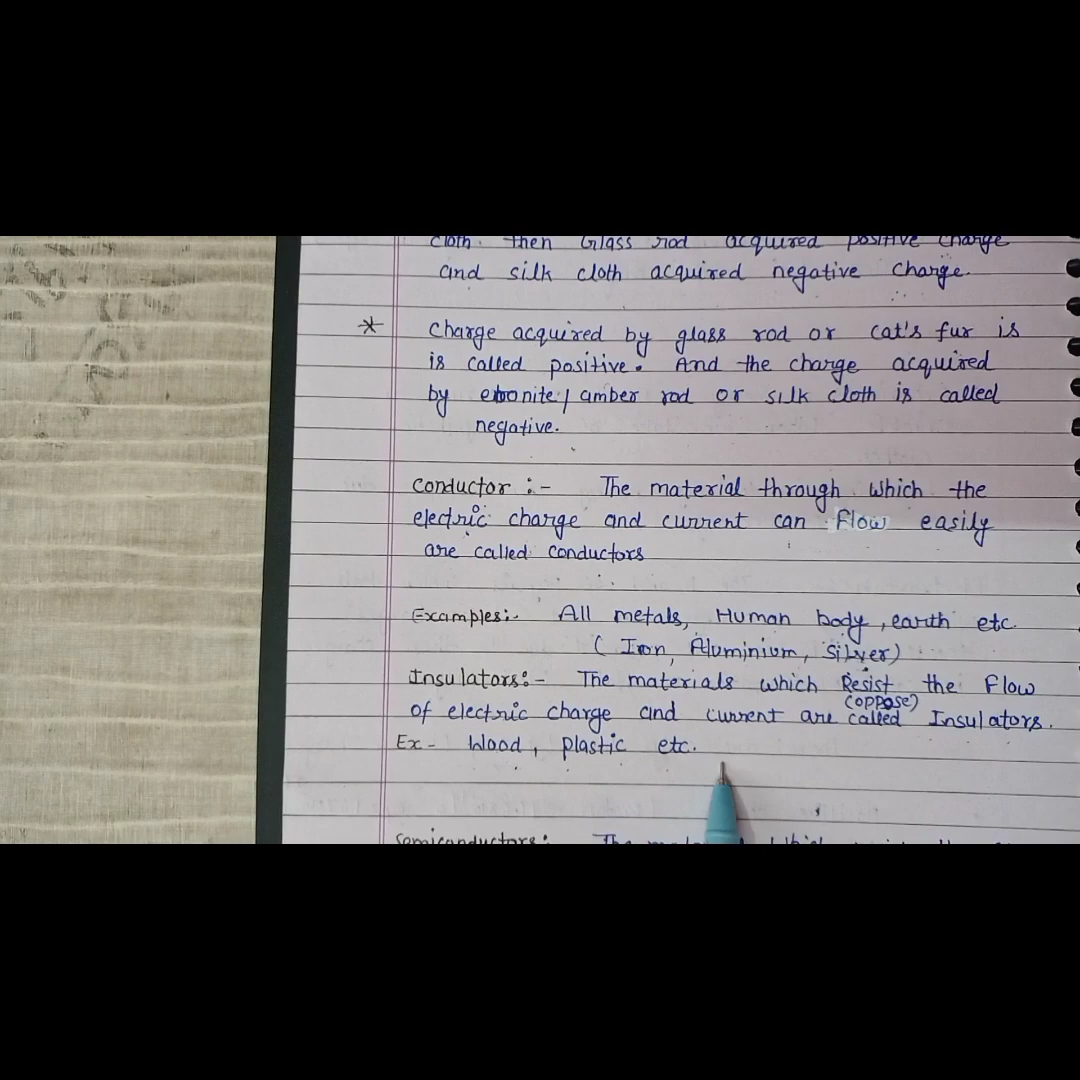 cloth. then Glass rod acquired positive charge
and silk cloth acquired negative charge.
* Charge acquired by glass rod or cat's fur is
is called positive. And the charge acquired
by ebonite/amber rod or silk cloth is called
negative.
Conductor :- The material through which the
electric charge and current can flow easily
are called conductors
Examples:- All metals, Human body, earth etc.
(Iron, Aluminium, Silver)
Insulators:- The materials which Resist the flow
(oppose)
of electric charge and current are called Insulators.
Ex- Wood, plastic etc.
Semiconductors: